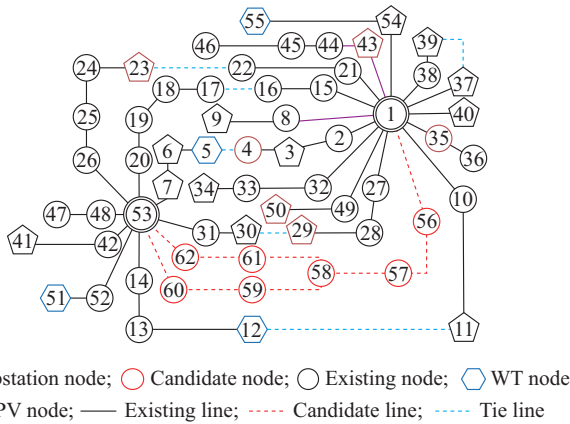 55 54
46 45 44 43 39
24 23 22 21 38 37
18 17 16 15
25 19 9 8 1 40
2 35
26 20 6 5 4 3 36
7 34 33 32 27 10
47 48 53 50 49 56
41 42 31 30 29 28
62 61 58 57
51 52 14 60 59
13 12 11
node; Candidate node; Existing node; WT node
PV node; Existing line; Candidate line; Tie line